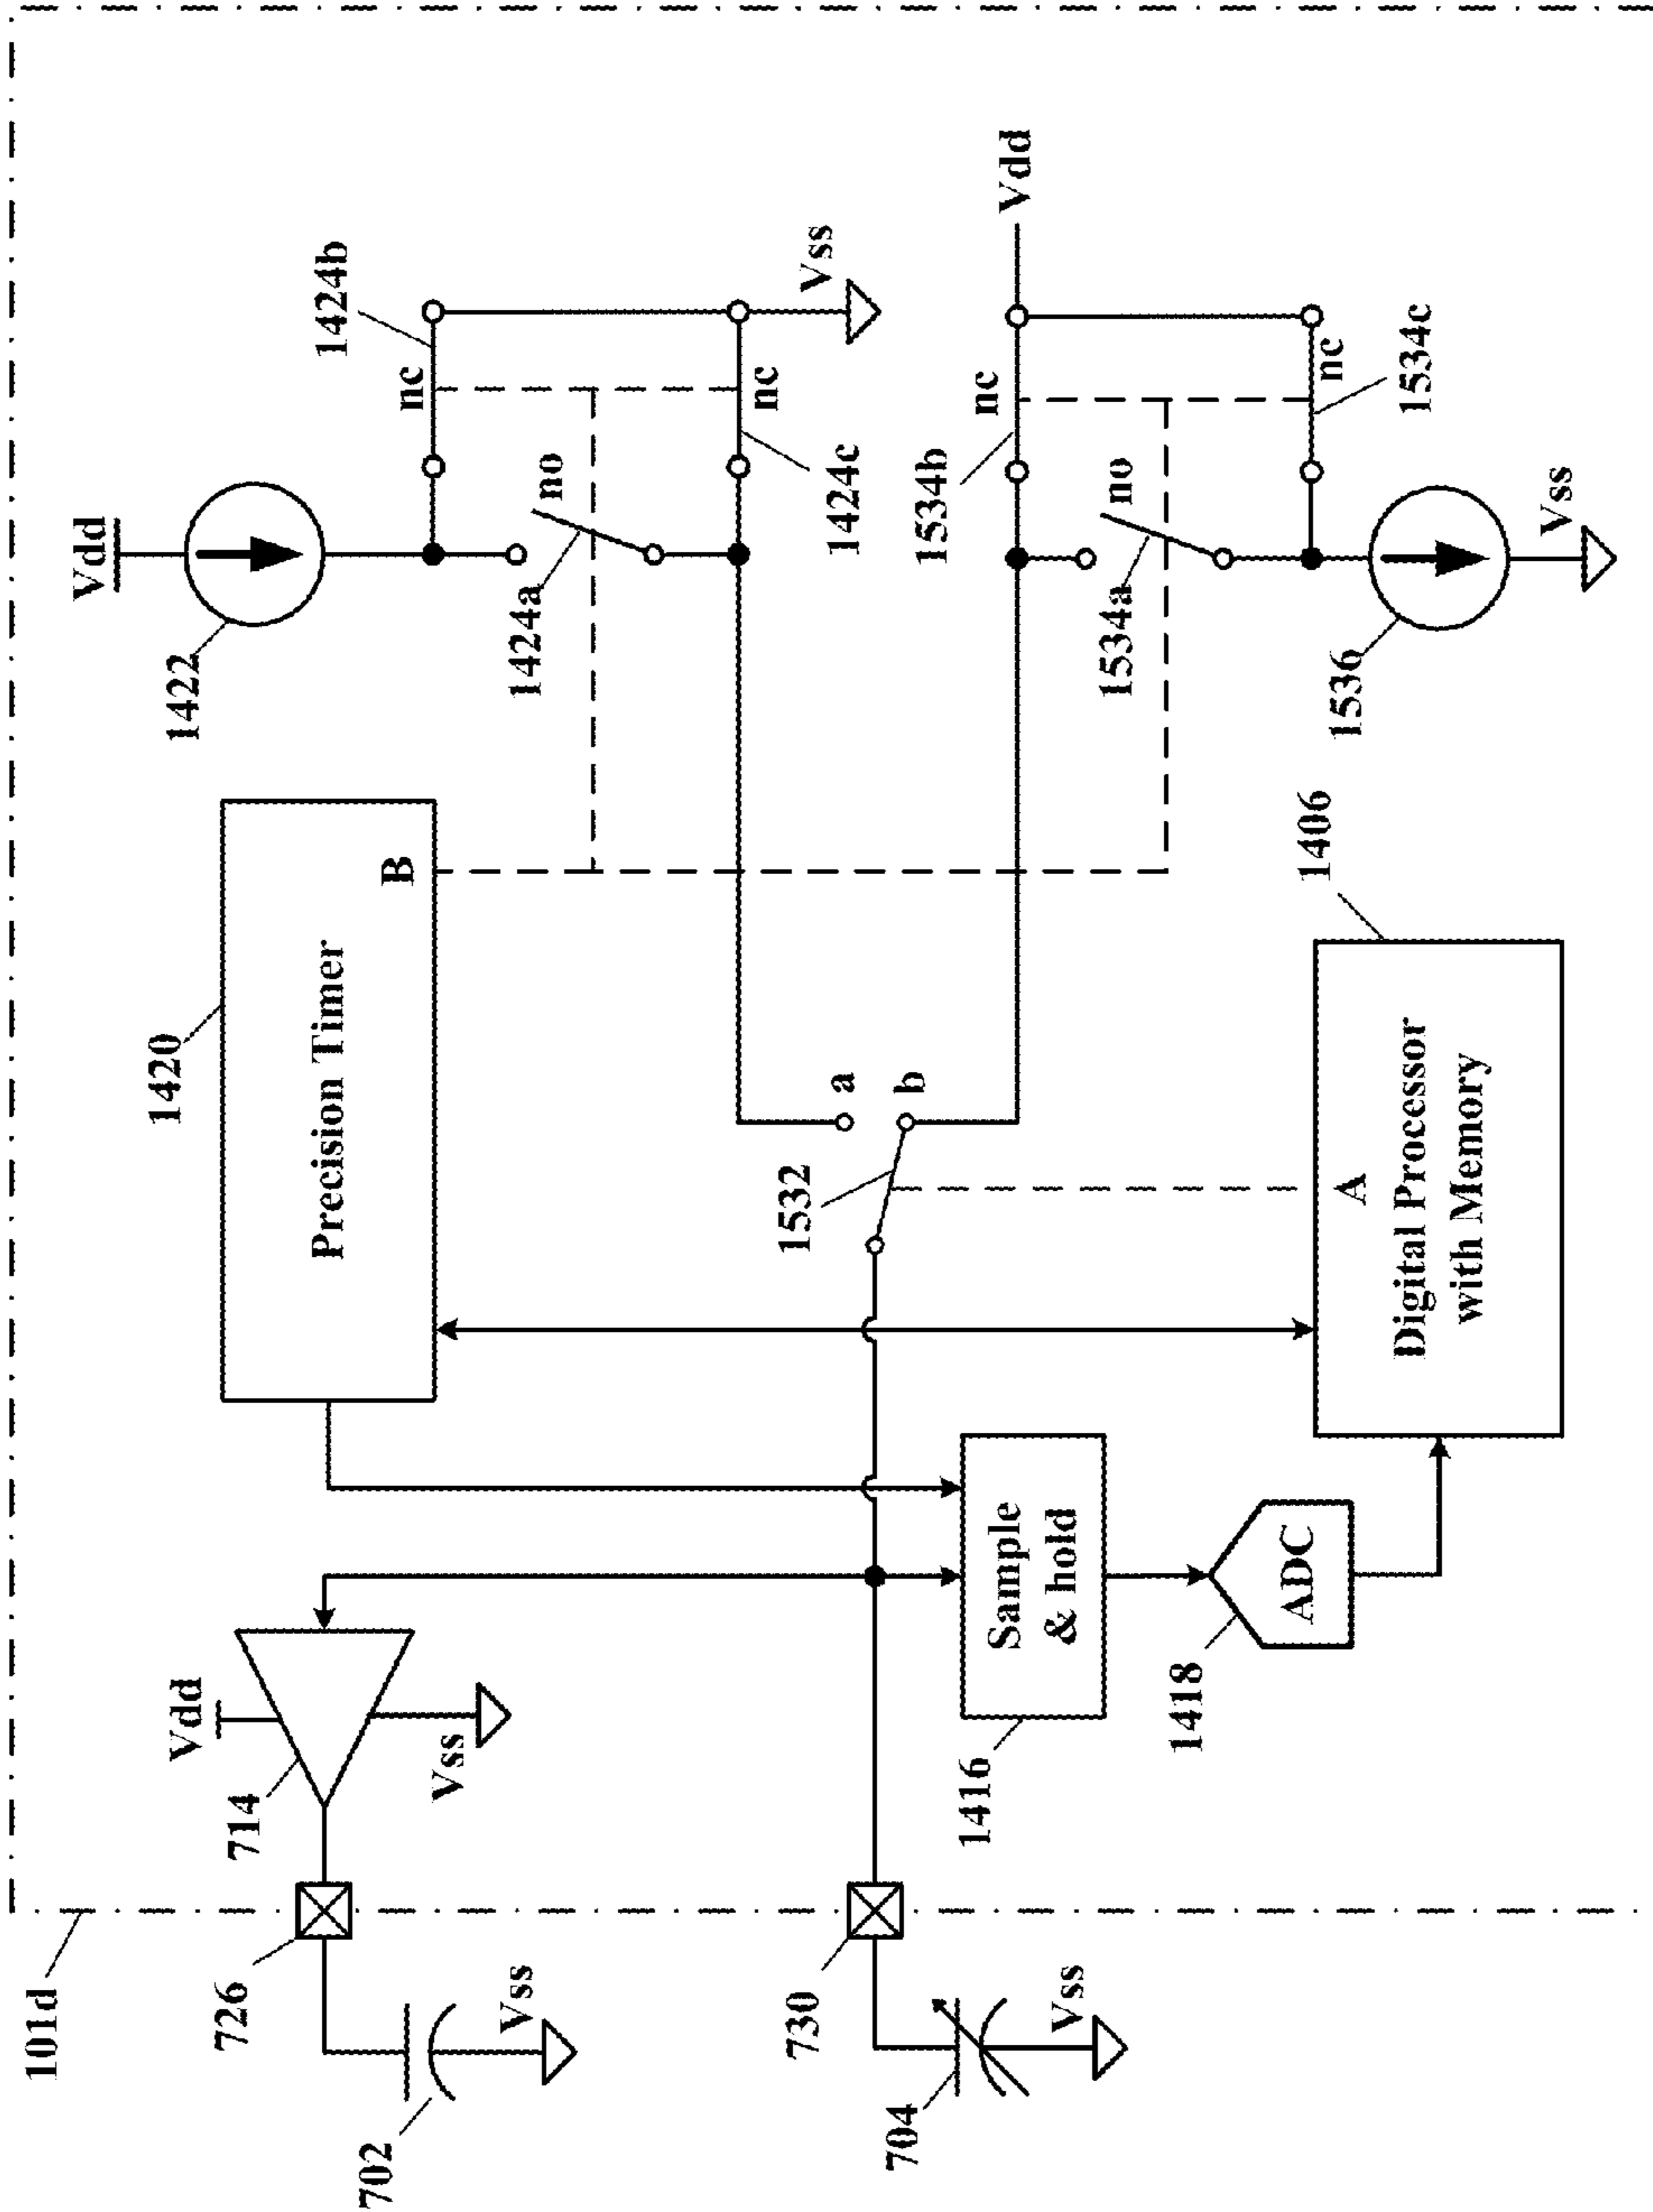 101d
702
726
714
Vdd
Vss
Vss
1420
Precision Timer
B
1422
Vdd
1424a
no
nc
1424b
nc
1424c
Vss
704
730
Vss
1416
Sample
& hold
1418
ADC
1532
a
b
A
Digital Processor
with Memory
1406
1534b
nc
Vdd
1534a
no
nc
1534c
1536
Vss